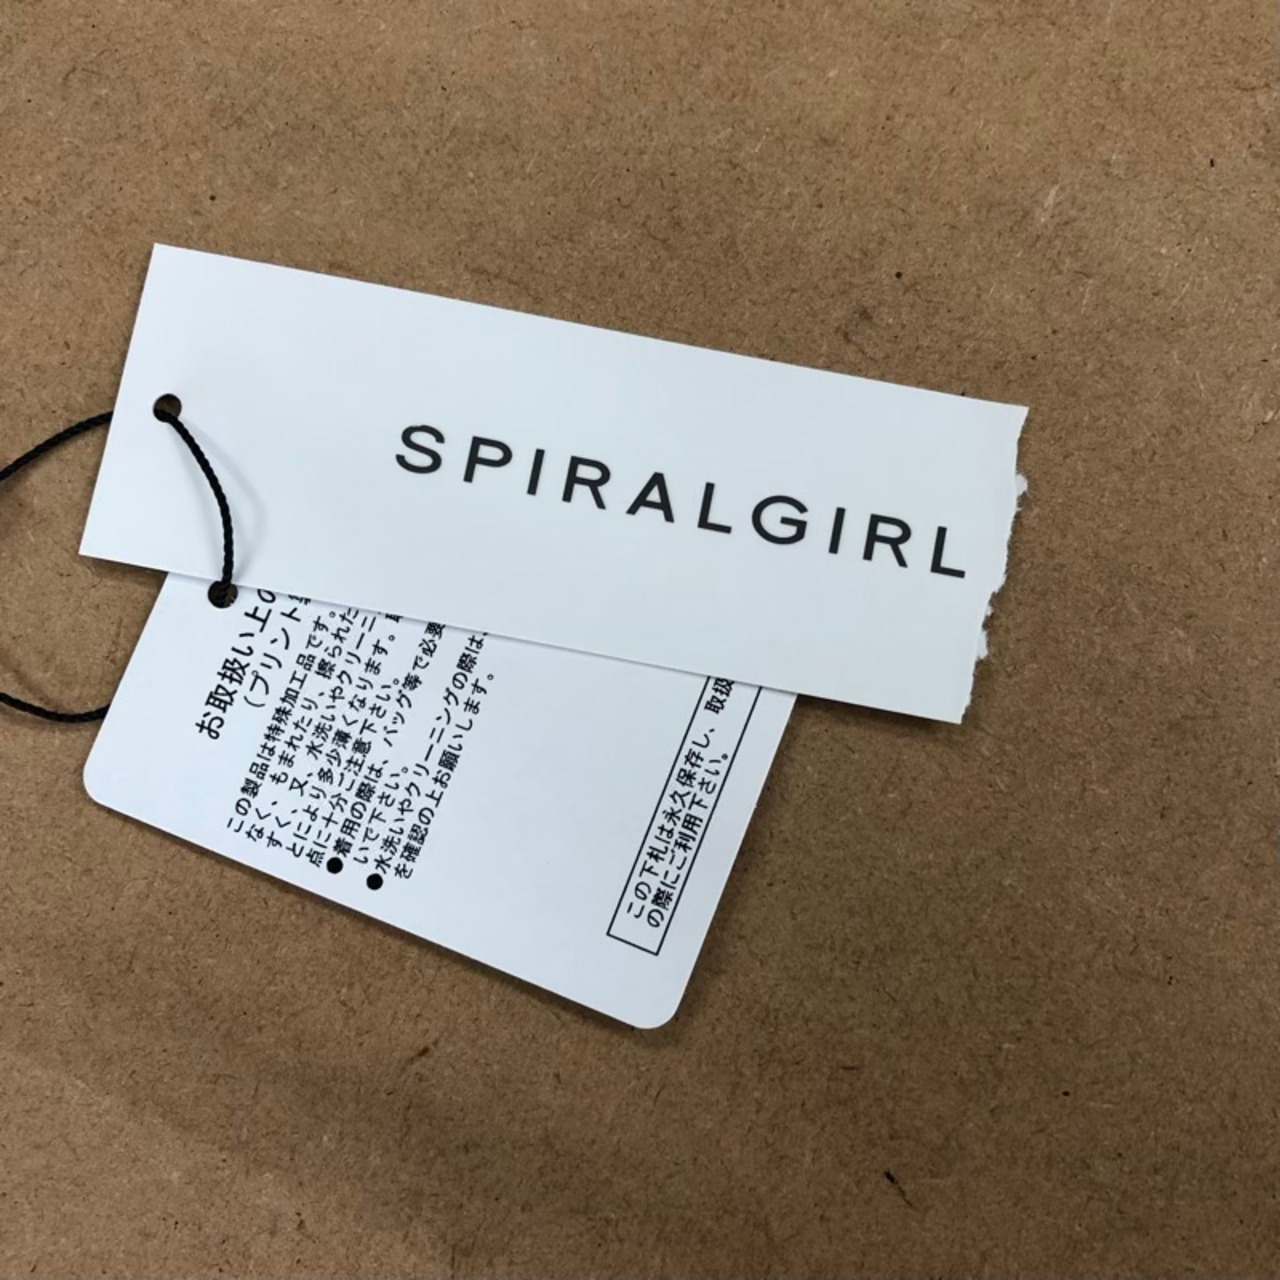 SPIRALGIRL
お取扱い上の
（プリント
この製品は特殊加工品です。
なく、もまれたり、擦られた
すく、又、水洗いやクリーニ
とにより多少薄くなります。
点に十分ご注意下さい。
●着用の際は、バッグ等で必要
いで下さい。
●水洗いやクリーニングの際は、
を確認の上お願いします。
この下札は永久保存し、取扱
の際にご利用下さい。